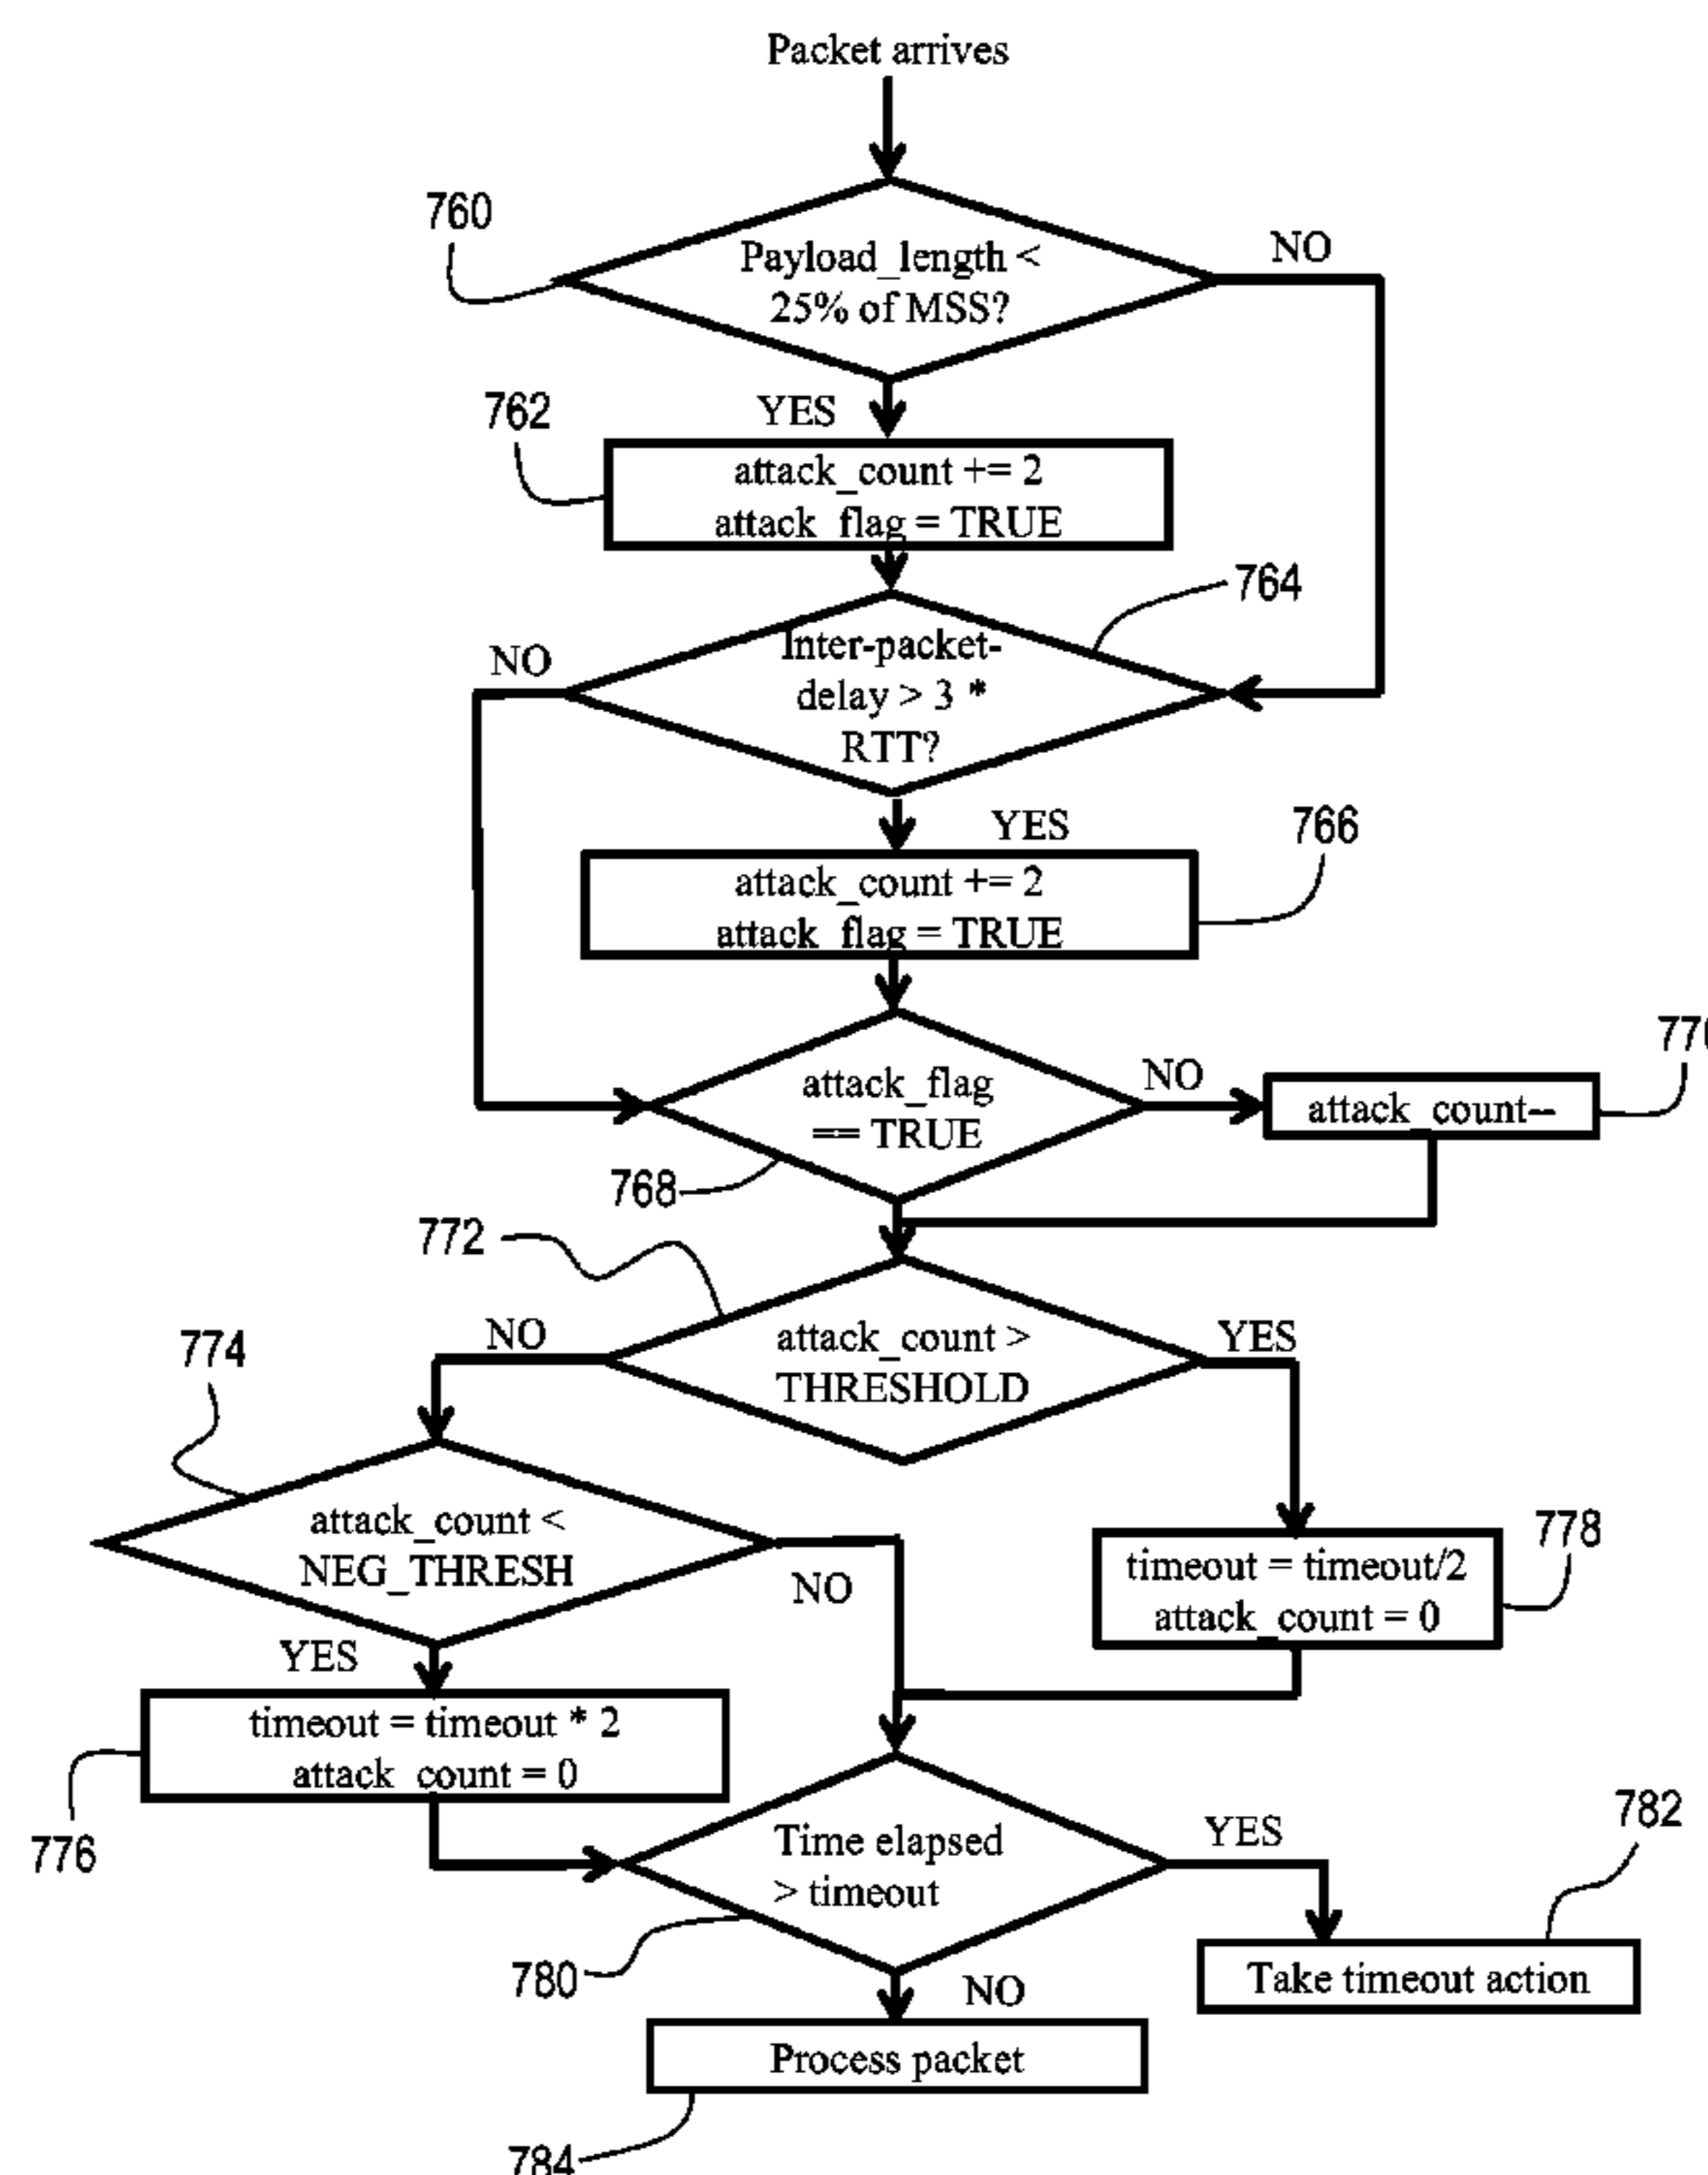 Packet arrives
760
Payload_length <
25% of MSS?
NO
YES
762
attack_count += 2
attack_flag = TRUE
764
NO
Inter-packet-
delay > 3 *
RTT?
YES
766
attack_count += 2
attack_flag = TRUE
attack_flag
== TRUE
NO
attack_count--
768
772
NO
attack_count >
THRESHOLD
YES
774
attack_count <
NEG_THRESH
NO
YES
778
timeout = timeout/2
attack_count = 0
timeout = timeout * 2
attack_count = 0
776
Time elapsed
> timeout
YES
782
780
NO
Take timeout action
Process packet
784